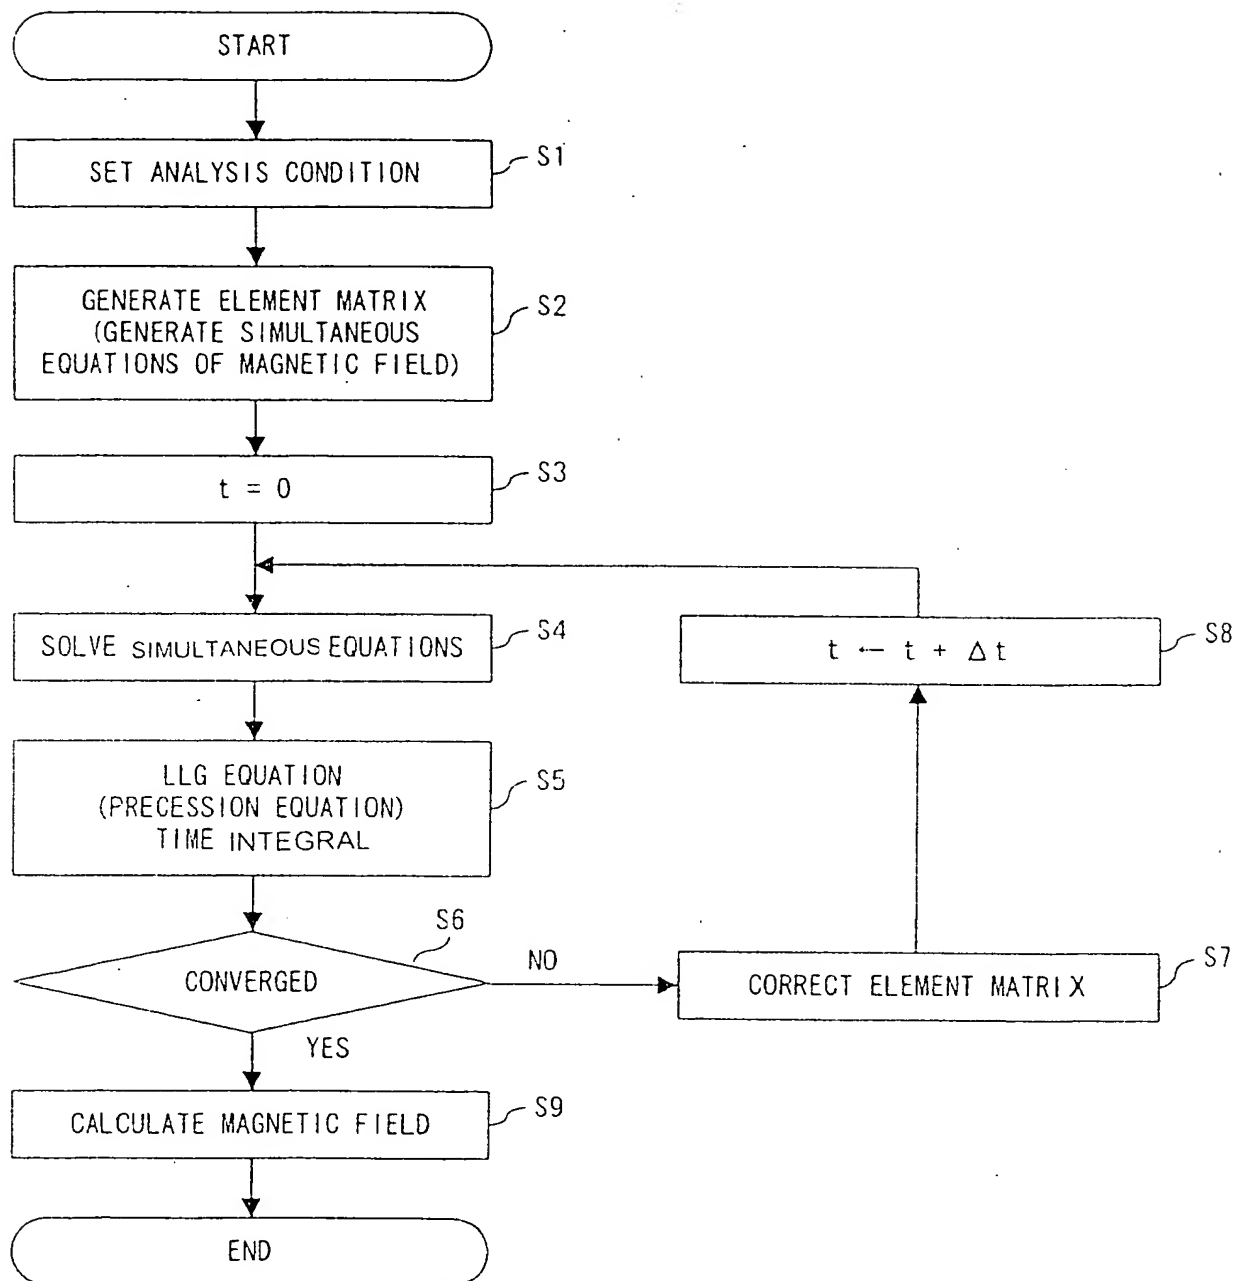 START
SET ANALYSIS CONDITION
S1
GENERATE ELEMENT MATRIX
(GENERATE SIMULTANEOUS
EQUATIONS OF MAGNETIC FIELD)
S2
t = 0
S3
SOLVE SIMULTANEOUS EQUATIONS
S4
t ← t + Δt
S8
LLG EQUATION
(PRECESSION EQUATION)
TIME INTEGRAL
S5
S6
CONVERGED
NO
CORRECT ELEMENT MATRIX
S7
YES
CALCULATE MAGNETIC FIELD
S9
END